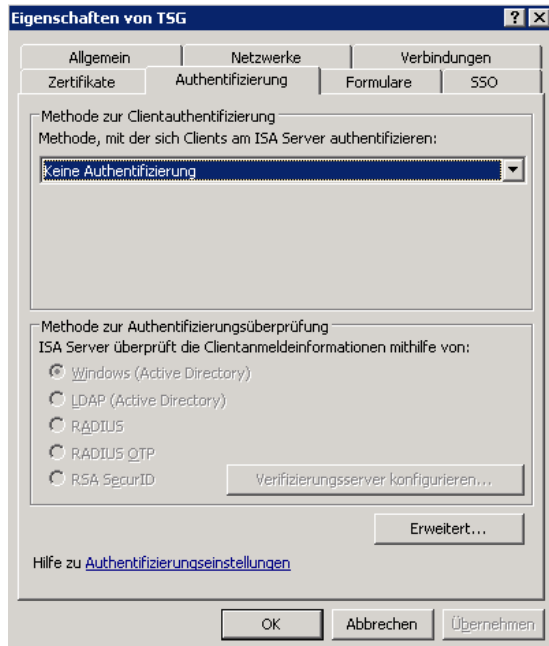 Eigenschaften von TSG
Allgemein Netzwerke Verbindungen
Zertifikate Authentifizierung Formulare SSO
Methode zur Clientauthentifizierung
Methode, mit der sich Clients am ISA Server authentifizieren:
Keine Authentifizierung
Methode zur Authentifizierungsüberprüfung
ISA Server überprüft die Clientanmeldeinformationen mithilfe von:
Windows (Active Directory)
LDAP (Active Directory)
RADIUS
RADIUS OTP
RSA SecurID Verifizierungsserver konfigurieren...
Erweitert...
Hilfe zu Authentifizierungseinstellungen
OK Abbrechen Übernehmen